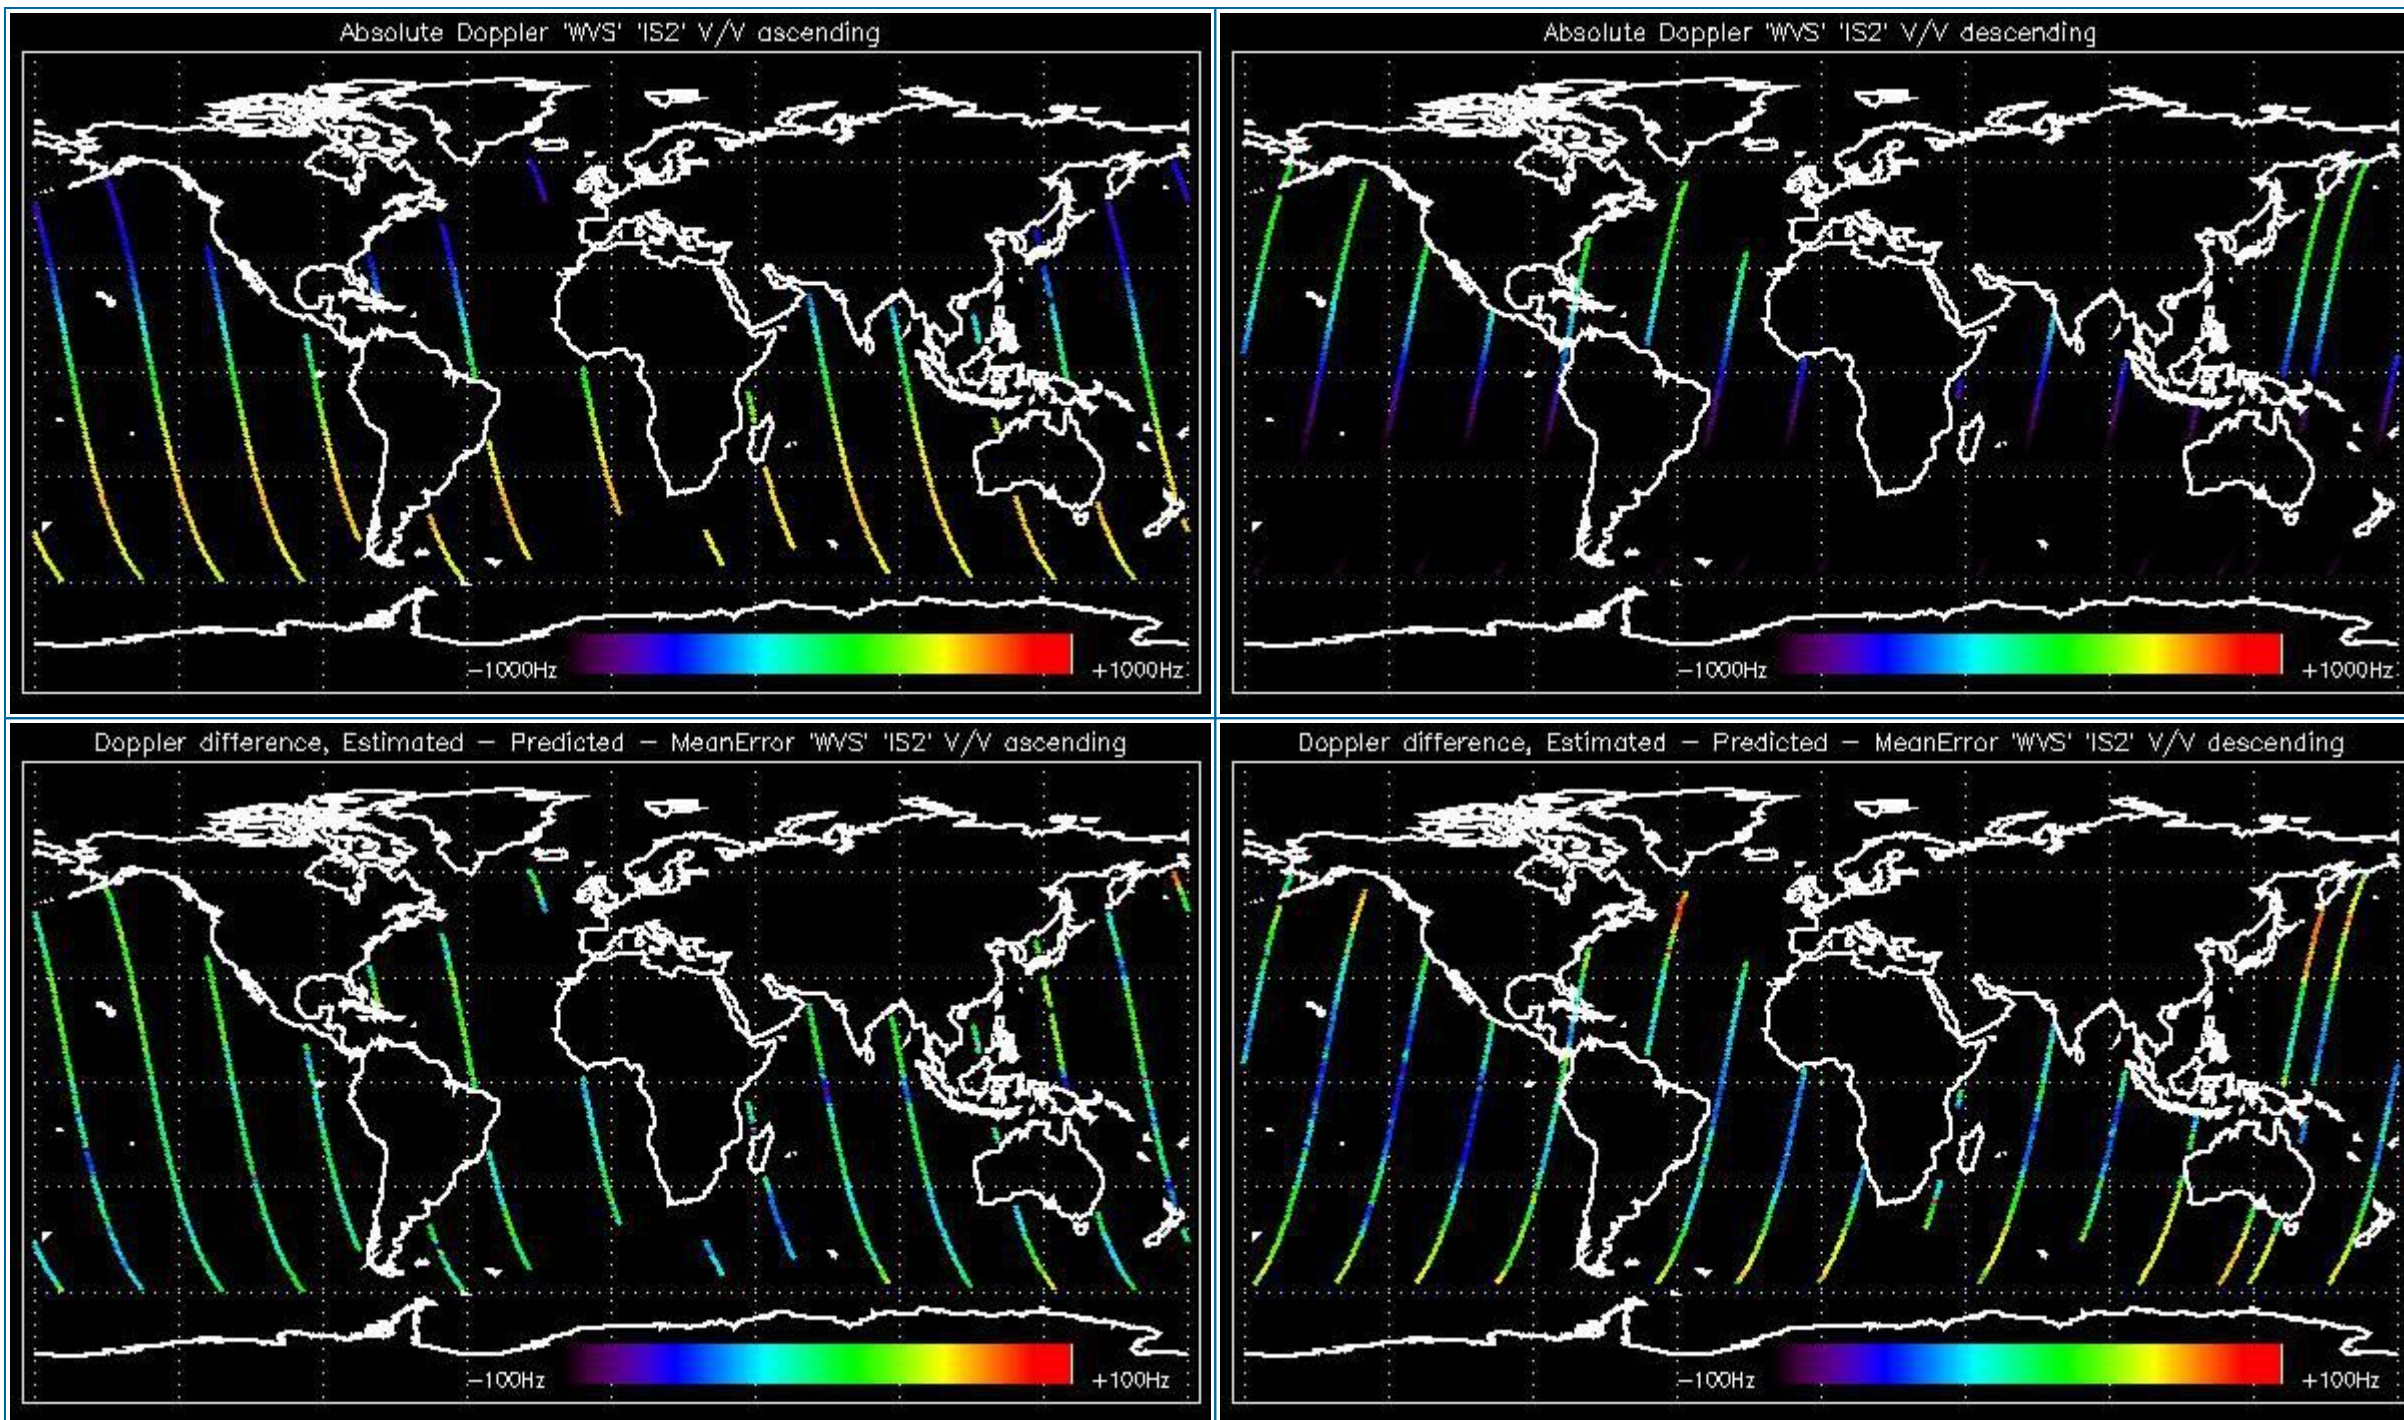 Absolute Doppler 'WVS' 'IS2' V/V ascending
-1000Hz
+1000Hz
Absolute Doppler 'WVS' 'IS2' V/V descending
-1000Hz
+1000Hz
Doppler difference, Estimated - Predicted - MeanError 'WVS' 'IS2' V/V ascending
-100Hz
+100Hz
Doppler difference, Estimated - Predicted - MeanError 'WVS' 'IS2' V/V descending
-100Hz
+100Hz